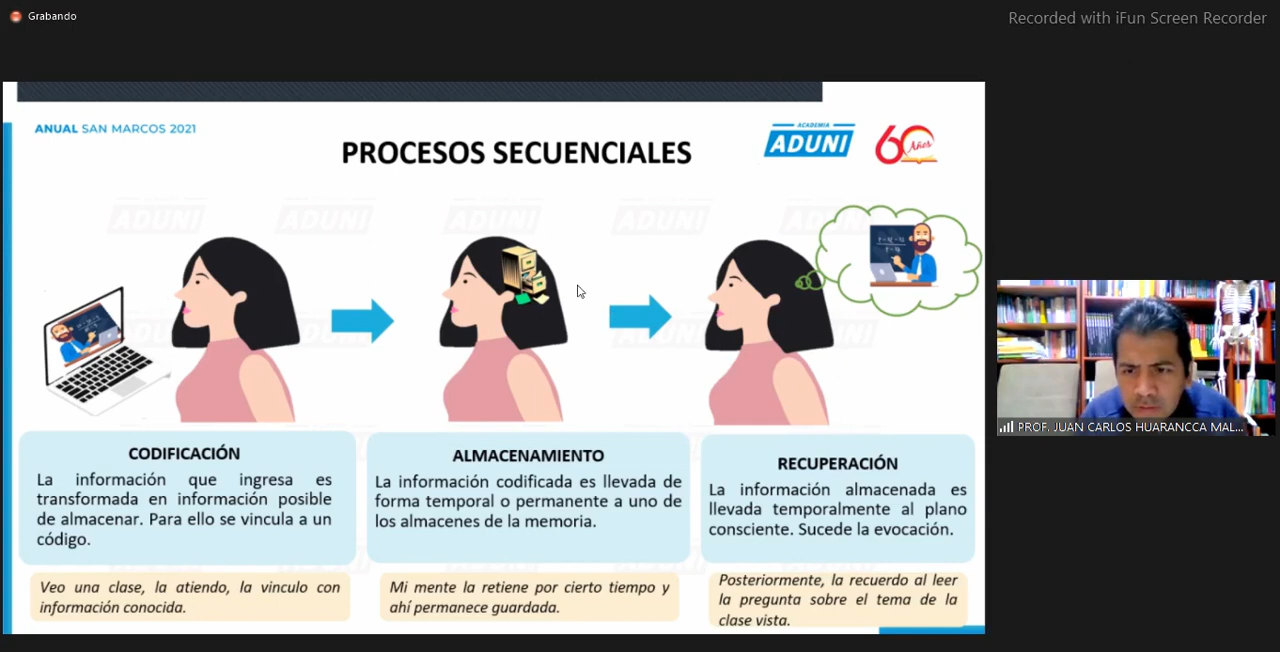 Grabando
Recorded with iFun Screen Recorder
ANUAL SAN MARCOS 2021
ACADEMIA
ADUNI
60 Años
PROCESOS SECUENCIALES
ADUNI ADUNI ADUNI ADUNI ADUNI
CODIFICACIÓN
La información que ingresa es
transformada en información posible
de almacenar. Para ello se vincula a un
código.
Veo una clase, la atiendo, la vinculo con
información conocida.
ALMACENAMIENTO
La información codificada es llevada de
forma temporal o permanente a uno de
los almacenes de la memoria.
Mi mente la retiene por cierto tiempo y
ahí permanece guardada.
RECUPERACIÓN
La información almacenada es
llevada temporalmente al plano
consciente. Sucede la evocación.
Posteriormente, la recuerdo al leer
la pregunta sobre el tema de la
clase vista.
PROF. JUAN CARLOS HUARANCCA MAL...